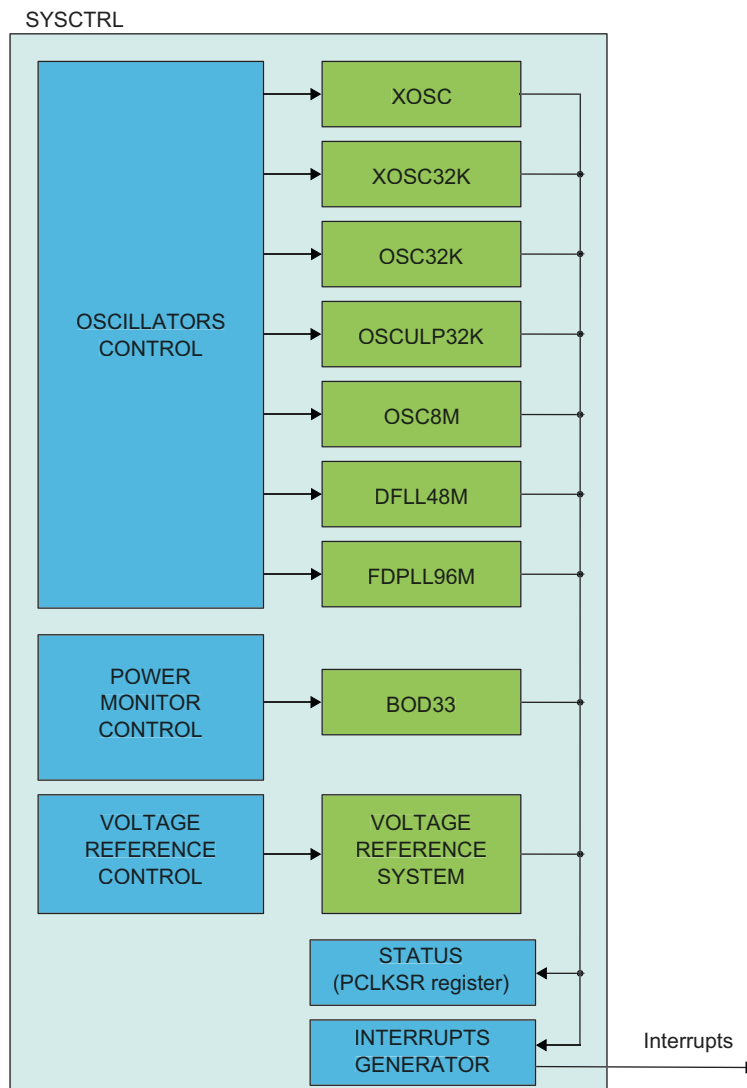 SYSCTRL
XOSC
XOSC32K
OSC32K
OSCILLATORS
CONTROL
OSCULP32K
OSC8M
DFLL48M
FDPLL96M
POWER
MONITOR
CONTROL
BOD33
VOLTAGE
REFERENCE
CONTROL
VOLTAGE
REFERENCE
SYSTEM
STATUS
(PCLKSR register)
INTERRUPTS
GENERATOR
Interrupts